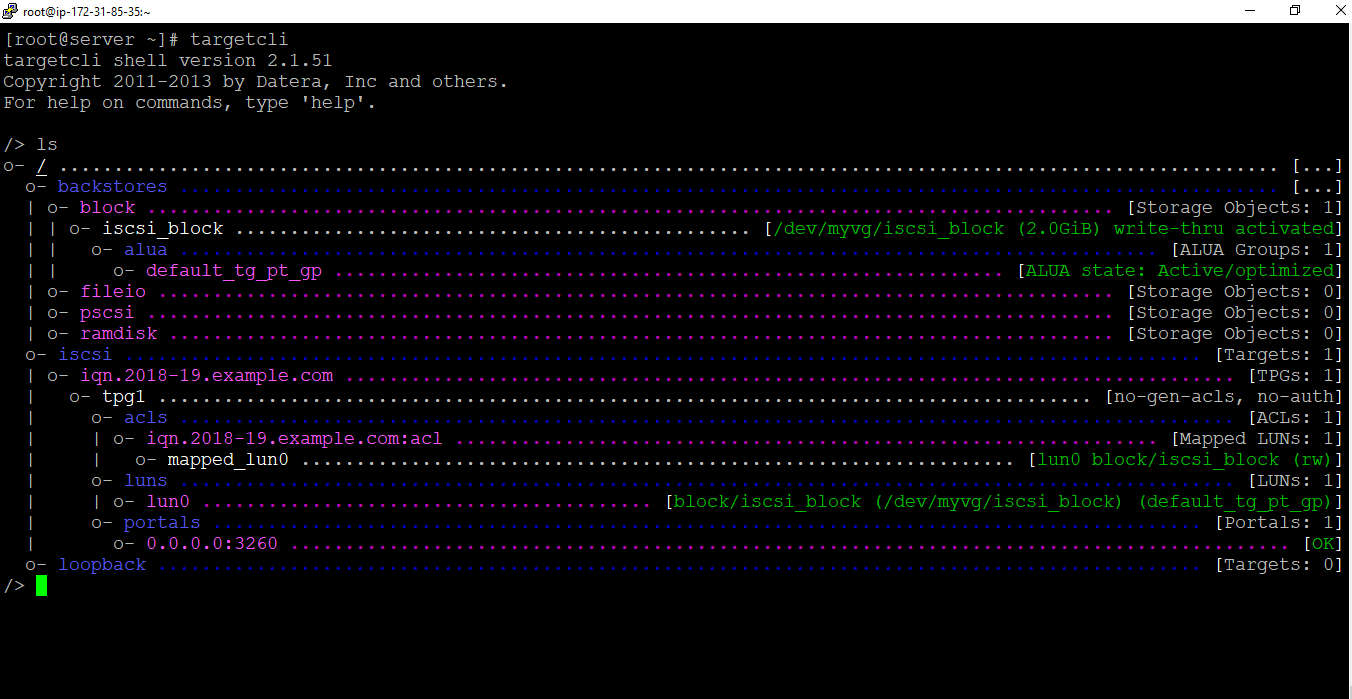 root@ip-172-31-85-35:~
[root@server ~]# targetcli
targetcli shell version 2.1.51
Copyright 2011-2013 by Datera, Inc and others.
For help on commands, type 'help'.
/> ls
o- / ................................................................................................................ [...]
  o- backstores ..................................................................................................... [...]
  | o- block ......................................................................................... [Storage Objects: 1]
  | | o- iscsi_block ............................................... [/dev/myvg/iscsi_block (2.0GiB) write-thru activated]
  | |   o- alua .......................................................................................... [ALUA Groups: 1]
  | |     o- default_tg_pt_gp ............................................................. [ALUA state: Active/optimized]
  | o- fileio ........................................................................................ [Storage Objects: 0]
  | o- pscsi ......................................................................................... [Storage Objects: 0]
  | o- ramdisk ....................................................................................... [Storage Objects: 0]
  o- iscsi ................................................................................................... [Targets: 1]
  | o- iqn.2018-19.example.com ................................................................................. [TPGs: 1]
  |   o- tpg1 ..................................................................................... [no-gen-acls, no-auth]
  |     o- acls ................................................................................................. [ACLs: 1]
  |     | o- iqn.2018-19.example.com:acl ................................................................. [Mapped LUNs: 1]
  |     |   o- mapped_lun0 ................................................................. [lun0 block/iscsi_block (rw)]
  |     o- luns ................................................................................................. [LUNs: 1]
  |     | o- lun0 ......................................... [block/iscsi_block (/dev/myvg/iscsi_block) (default_tg_pt_gp)]
  |     o- portals ........................................................................................... [Portals: 1]
  |       o- 0.0.0.0:3260 ............................................................................................ [OK]
  o- loopback ................................................................................................ [Targets: 0]
/>